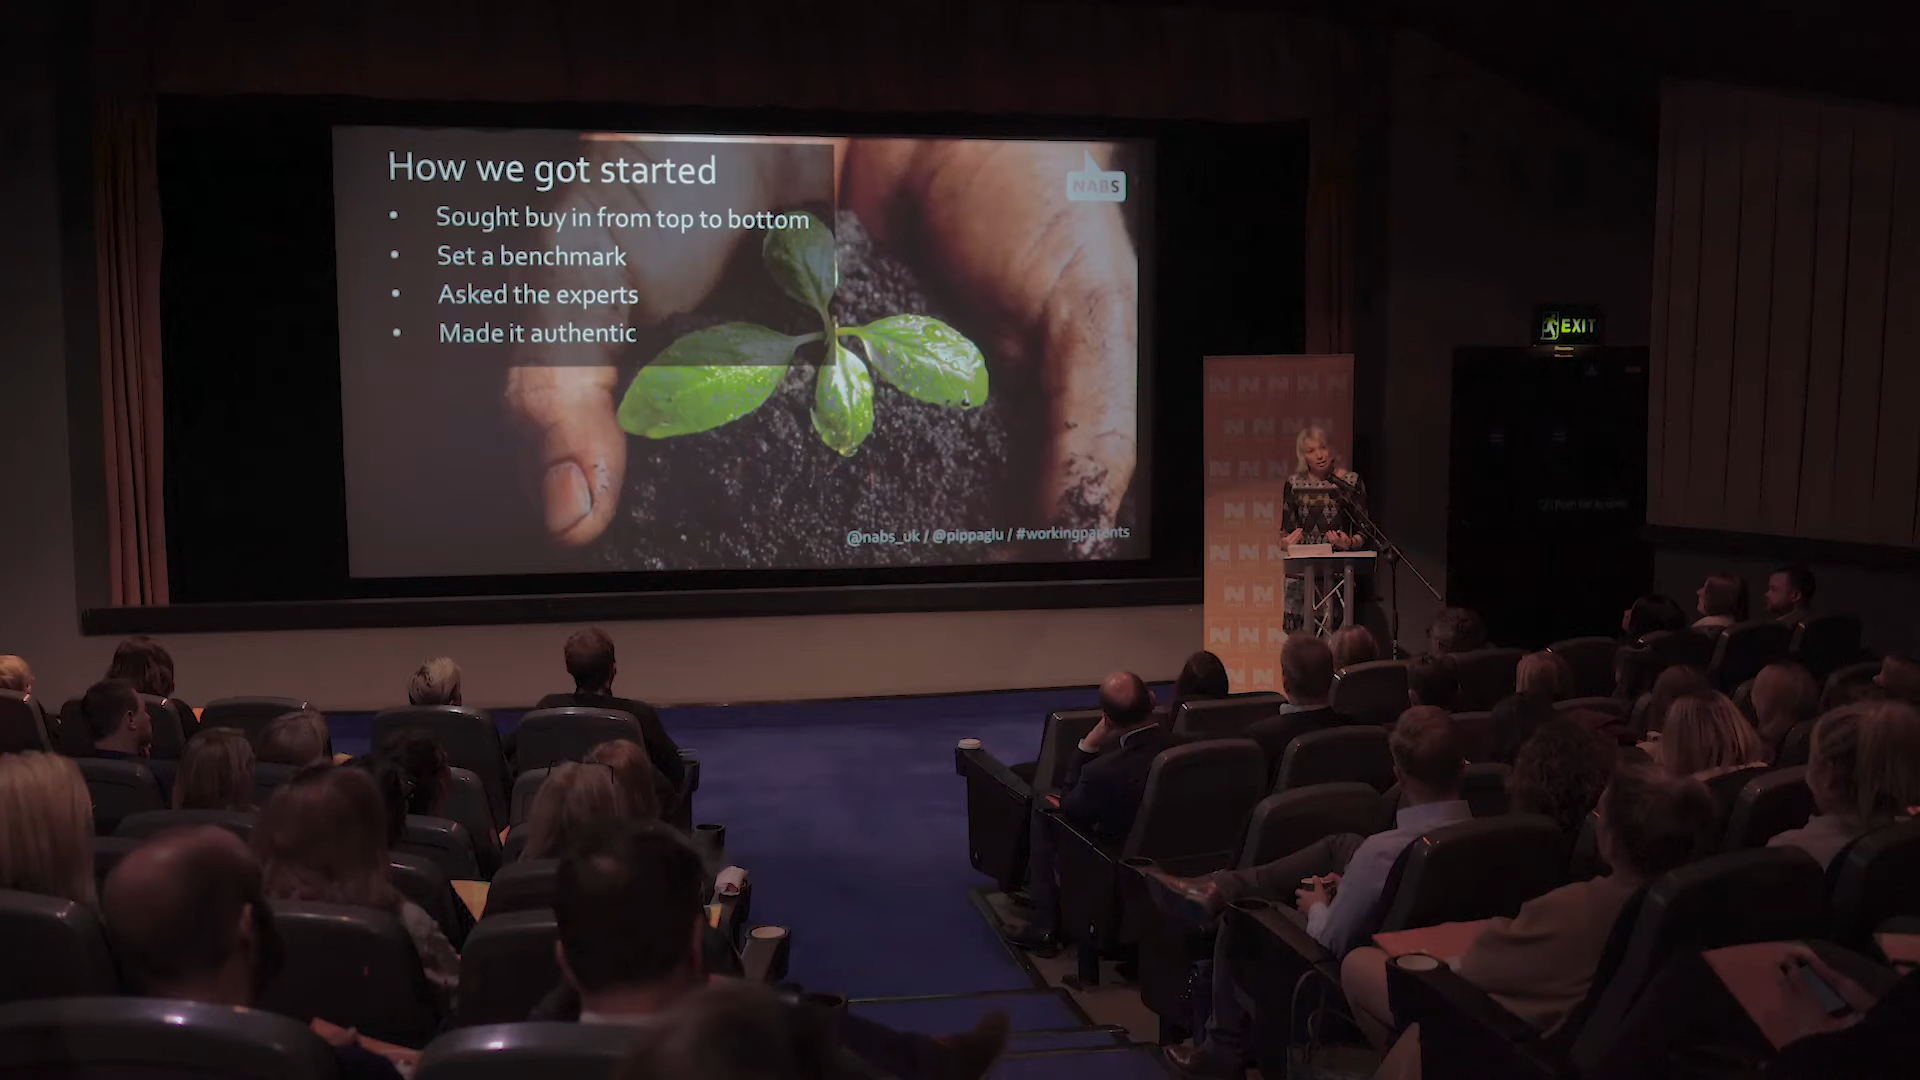 How we got started
• Sought buy in from top to bottom
• Set a benchmark
• Asked the experts
• Made it authentic
NABS
@nabs_uk / @pippaglu / #workingparents
EXIT